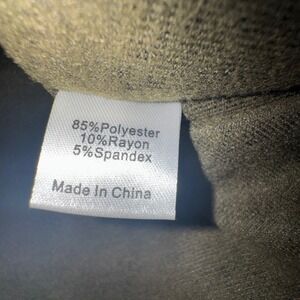 85%Polyester
10%Rayon
5%Spandex
Made In China